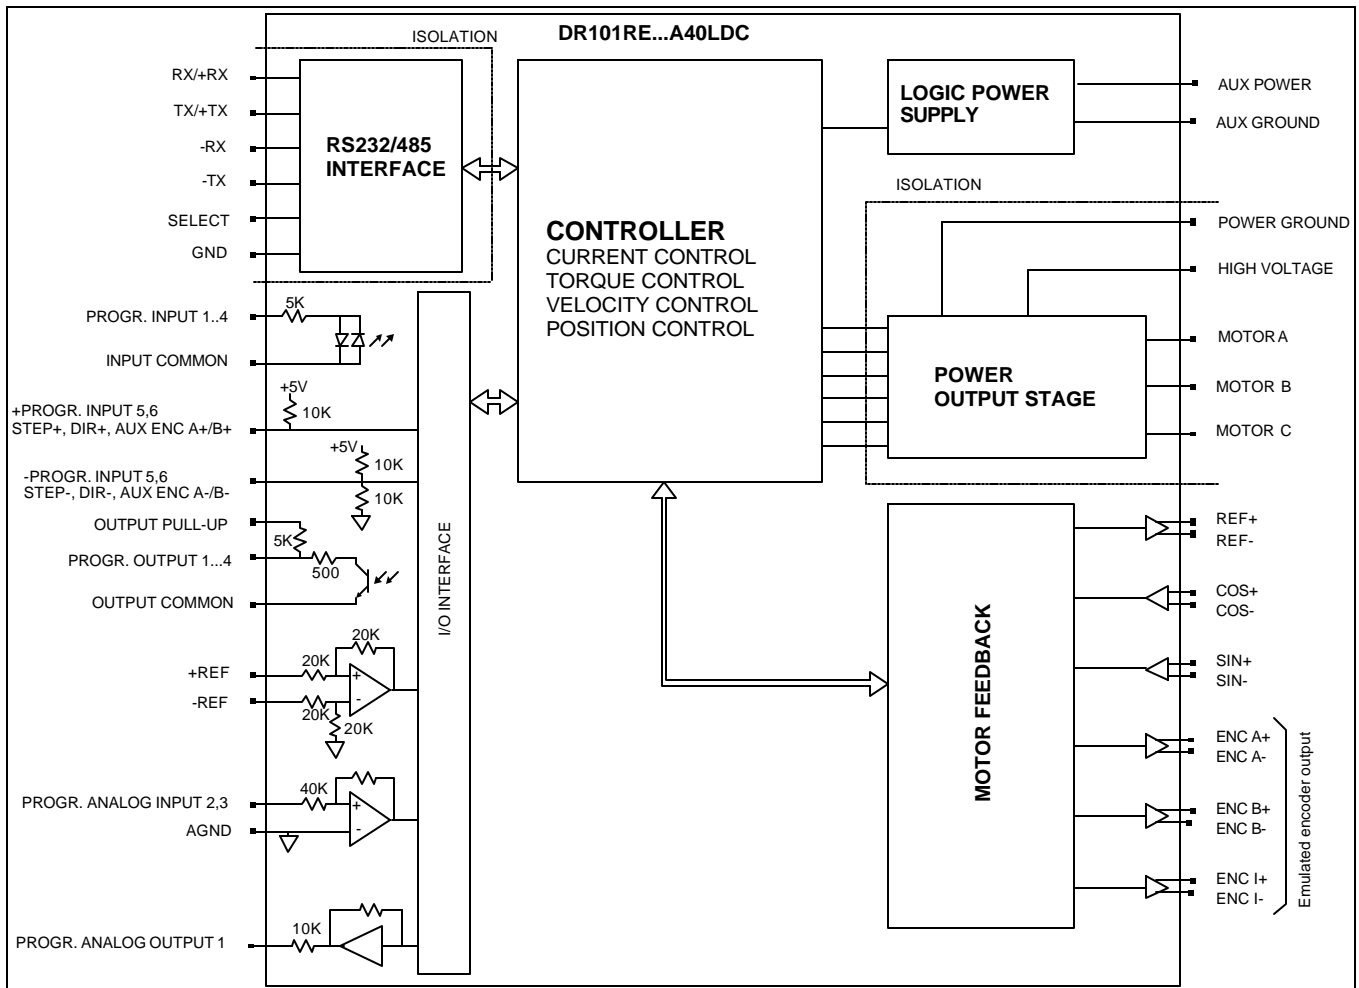 DR101RE...A40LDC
ISOLATION
RX/+RX
TX/+TX
-RX
-TX
SELECT
GND
RS232/485
INTERFACE
CONTROLLER
CURRENT CONTROL
TORQUE CONTROL
VELOCITY CONTROL
POSITION CONTROL
LOGIC POWER
SUPPLY
AUX POWER
AUX GROUND
ISOLATION
POWER GROUND
HIGH VOLTAGE
POWER
OUTPUT STAGE
MOTOR A
MOTOR B
MOTOR C
PROGR. INPUT 1..4
5K
INPUT COMMON
+5V
10K
+PROGR. INPUT 5,6
STEP+, DIR+, AUX ENC A+/B+
+5V
10K
-PROGR. INPUT 5,6
STEP-, DIR-, AUX ENC A-/B-
10K
OUTPUT PULL-UP
5K
PROGR. OUTPUT 1...4
500
OUTPUT COMMON
I/O INTERFACE
20K
20K
+REF
+
-REF
-
20K
20K
40K
PROGR. ANALOG INPUT 2,3
+
AGND
-
10K
PROGR. ANALOG OUTPUT 1
MOTOR FEEDBACK
REF+
REF-
COS+
COS-
SIN+
SIN-
ENC A+
ENC A-
ENC B+
ENC B-
ENC I+
ENC I-
Emulated encoder output